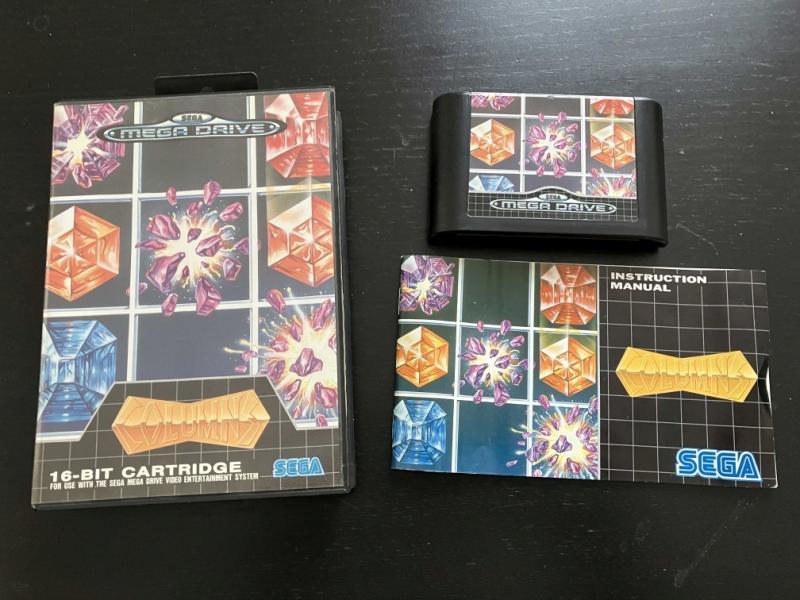 SEGA
MEGA DRIVE
COLUMNS
16-BIT CARTRIDGE
FOR USE WITH THE SEGA MEGA DRIVE VIDEO ENTERTAINMENT SYSTEM
SEGA
SEGA
MEGA DRIVE
INSTRUCTION
MANUAL
COLUMNS
SEGA